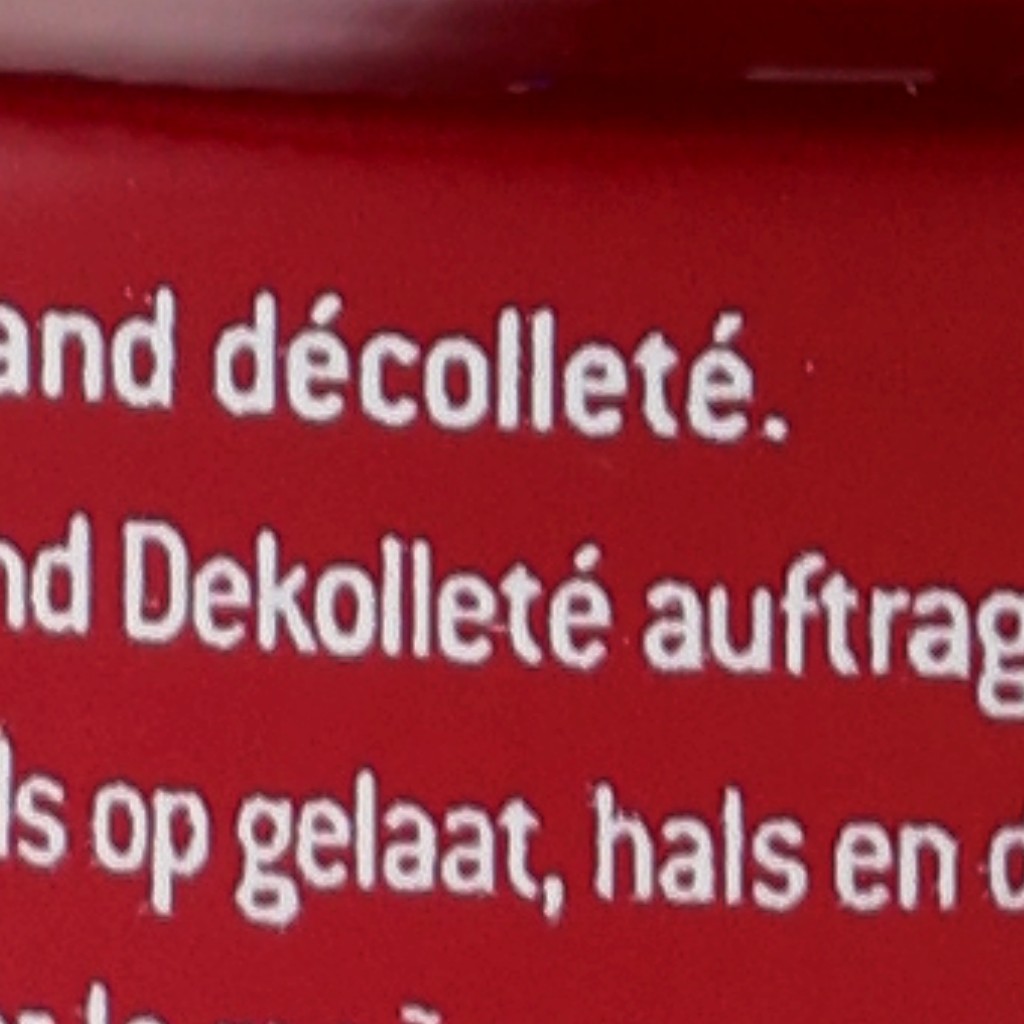 and décolleté.
nd Dekolleté auftrag
ls op gelaat, hals en d